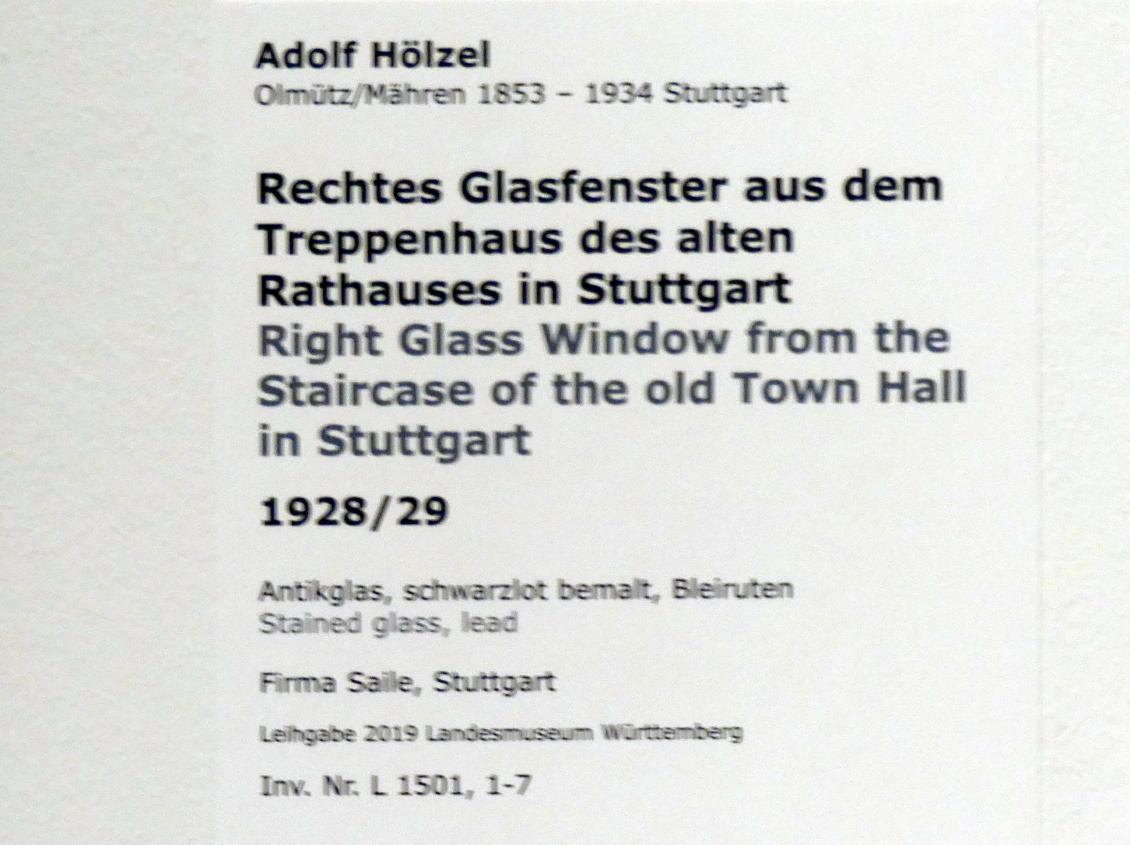 Adolf Hölzel
Olmütz/Mähren 1853 – 1934 Stuttgart
Rechtes Glasfenster aus dem
Treppenhaus des alten
Rathauses in Stuttgart
Right Glass Window from the
Staircase of the old Town Hall
in Stuttgart
1928/29
Antikglas, schwarzlot bemalt, Bleiruten
Stained glass, lead
Firma Saile, Stuttgart
Leihgabe 2019 Landesmuseum Württemberg
Inv. Nr. L 1501, 1-7